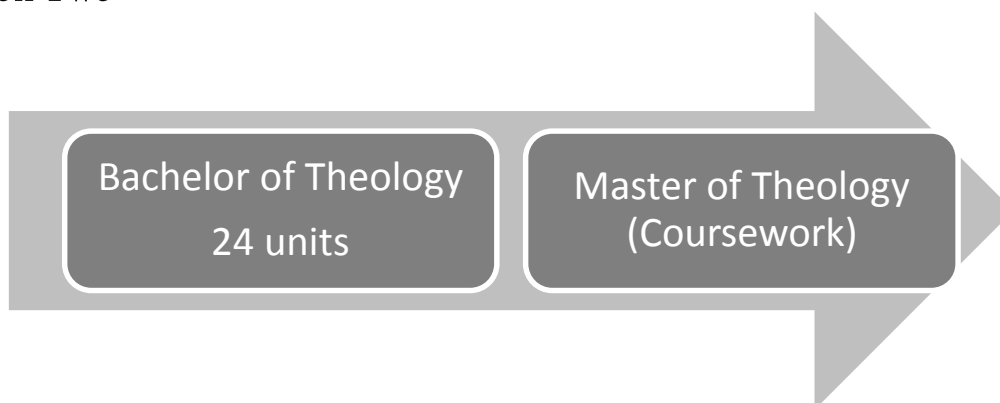 Bachelor of Theology
24 units
Master of Theology
(Coursework)